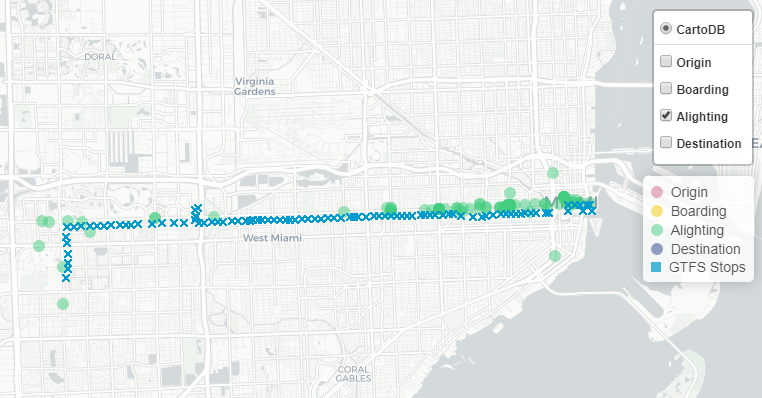 DORAL
Virginia
Gardens
West Miami
CORAL
GABLES
CartoDB
Origin
Boarding
Alighting
Destination
Origin
Boarding
Alighting
Destination
GTFS Stops